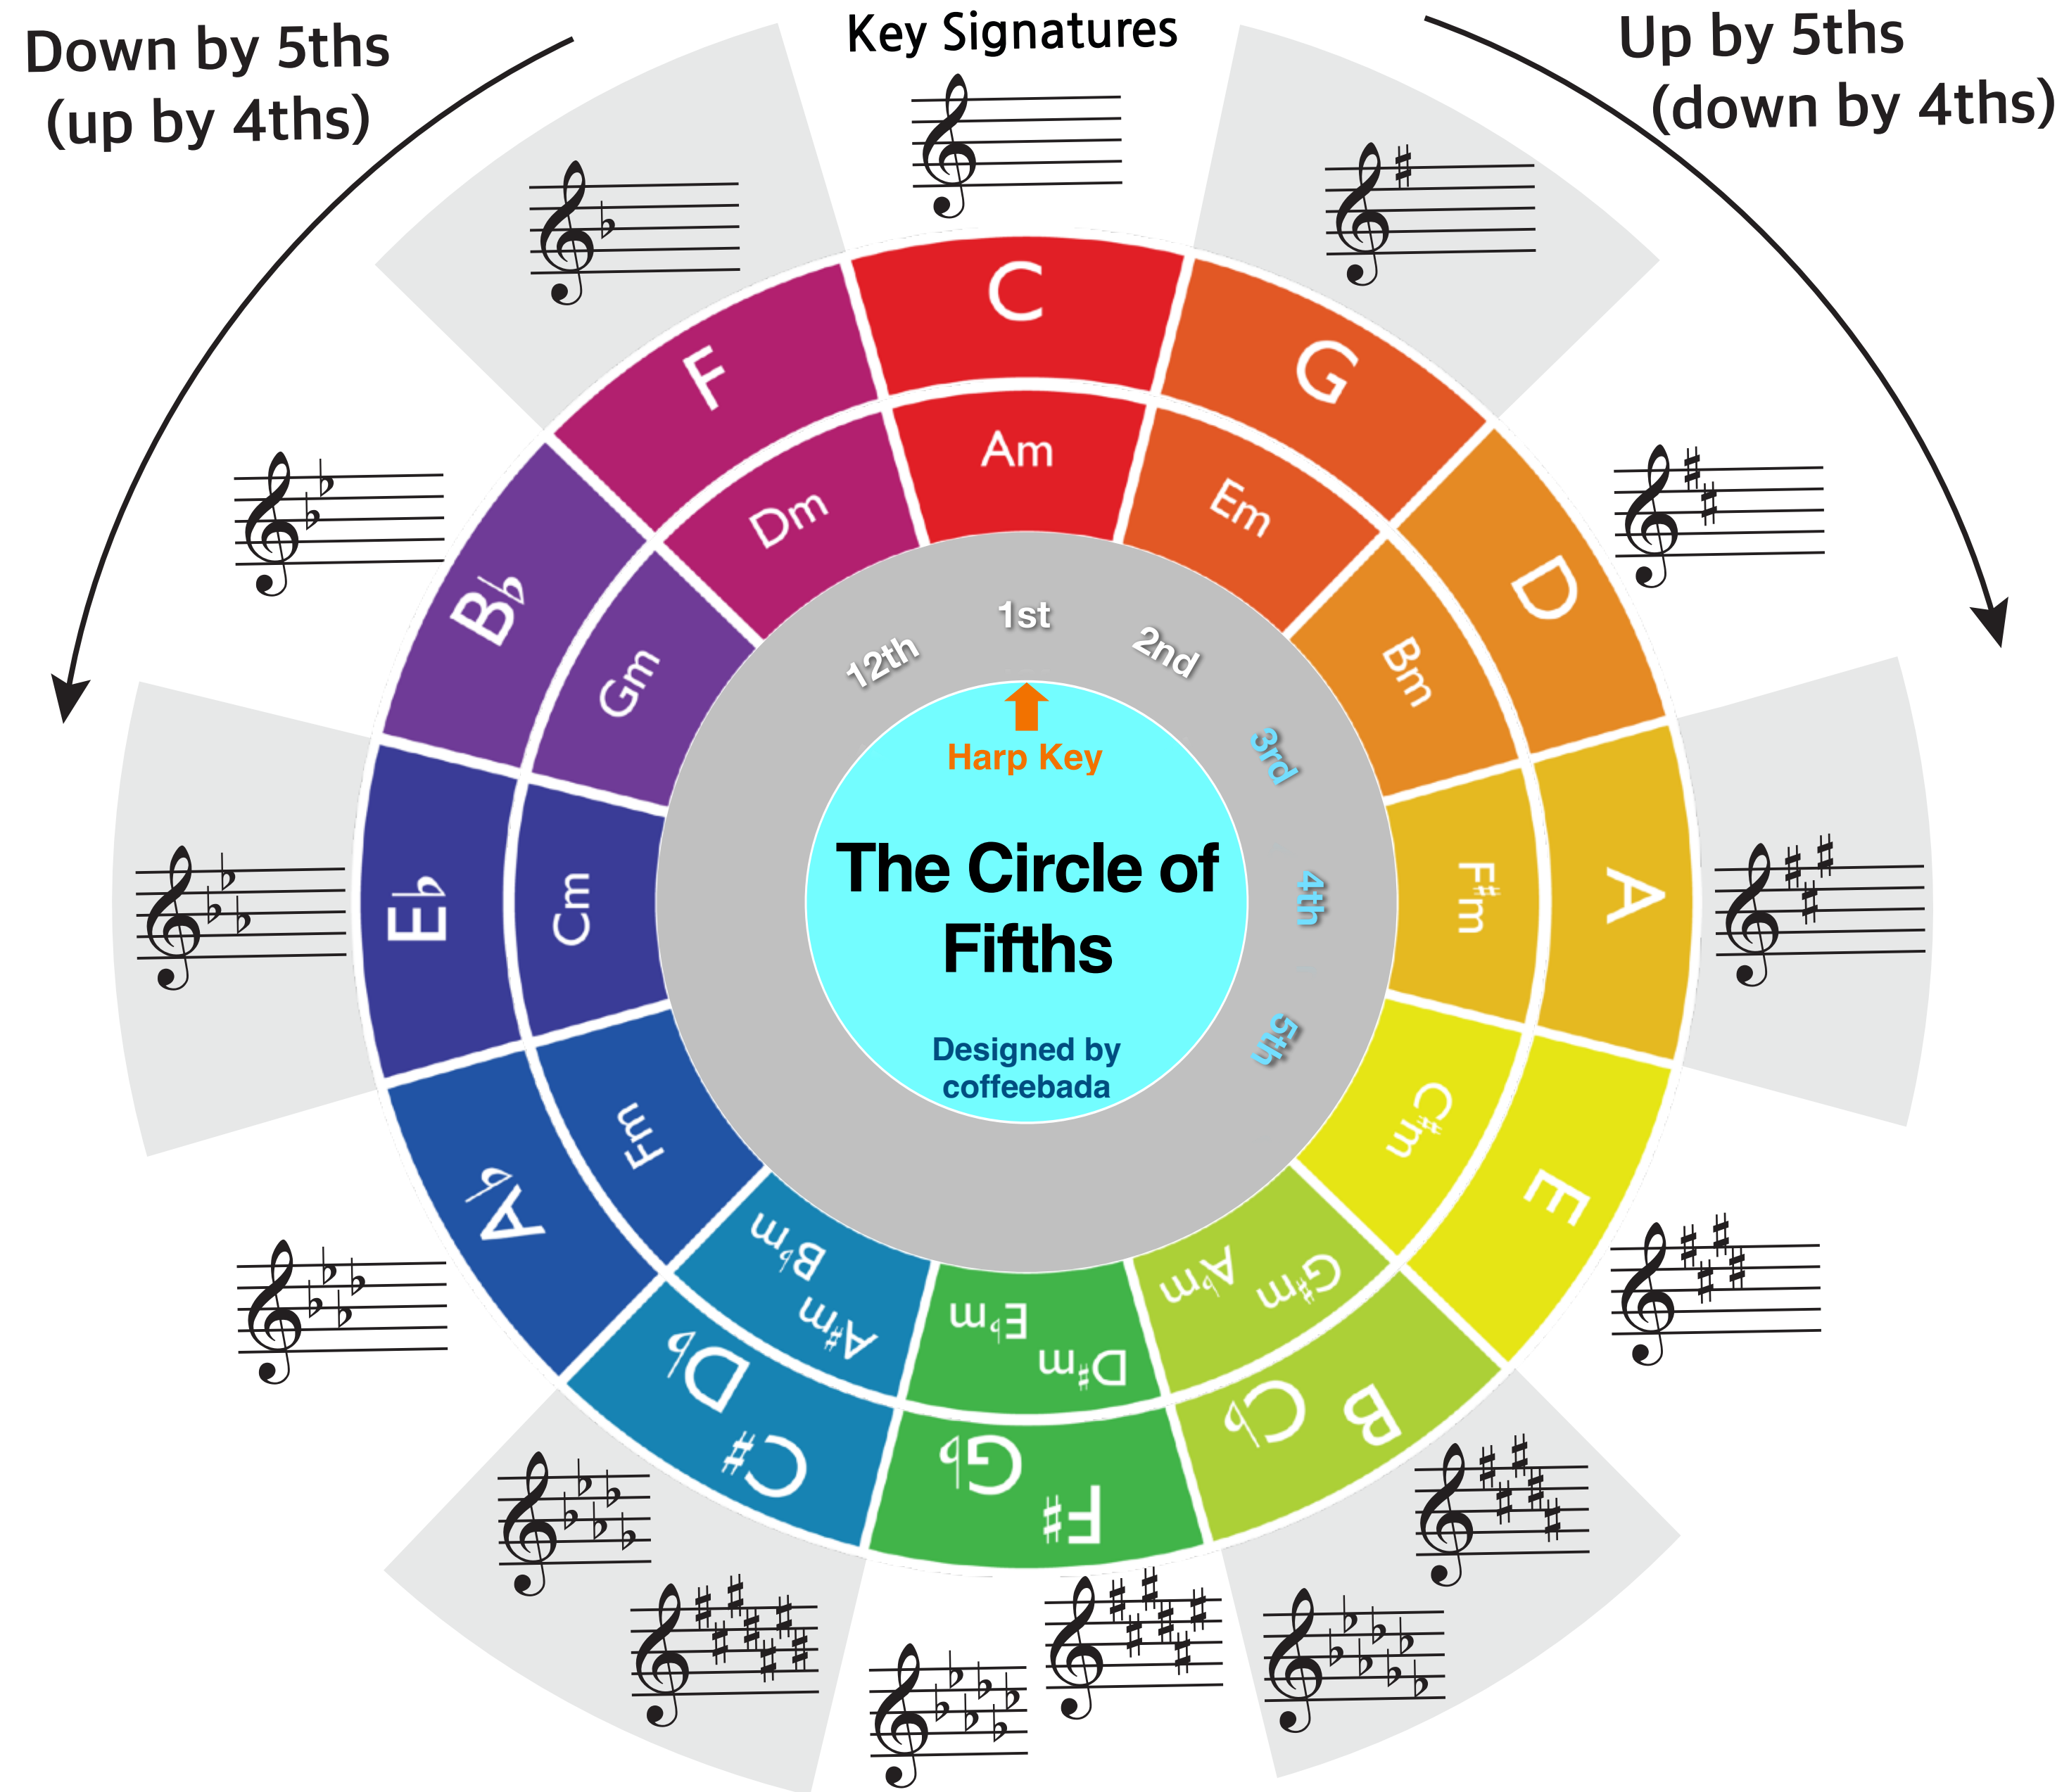 Down by 5ths
(up by 4ths)
Key Signatures
Up by 5ths
(down by 4ths)
C
G
D
A
E
B
C♭
F♯
G♭
C♯
D♭
A♭
E♭
B♭
F
Am
Em
Bm
F♯m
C♯m
G♯m
A♭m
D♯m
E♭m
A♯m
B♭m
Fm
Cm
Gm
Dm
12th
1st
2nd
3rd
4th
5th
Harp Key
The Circle of
Fifths
Designed by
coffeebada